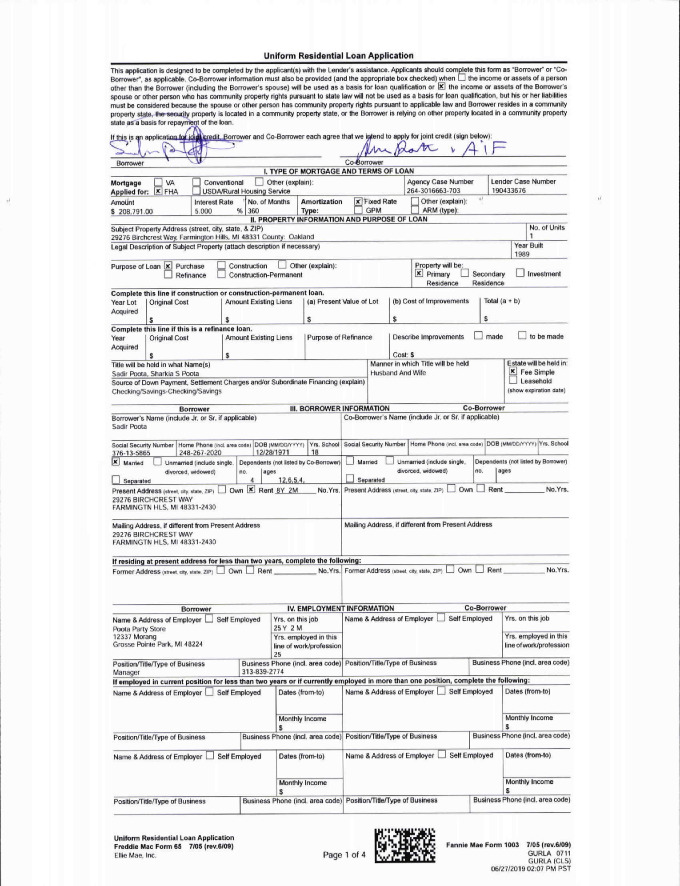 Uniform Residential Loan Application
This application is designed to be completed by the applicant(s) with the Lender's assistance. Applicants should complete this form as "Borrower" or "Co-
Borrower", as applicable. Co-Borrower information must also be provided (and the appropriate box checked) when ☐ the income or assets of a person
other than the Borrower (including the Borrower's spouse) will be used as a basis for loan qualification or ☒ the income or assets of the Borrower's
spouse or other person who has community property rights pursuant to state law will not be used as a basis for loan qualification, but his or her liabilities
must be considered because the spouse or other person has community property rights pursuant to applicable law and Borrower resides in a community
property state, the security property is located in a community property state, or the Borrower is relying on other property located in a community property
state as a basis for repayment of the loan.
If this is an application for joint credit, Borrower and Co-Borrower each agree that we intend to apply for joint credit (sign below):
AIF
Borrower Co-Borrower
I. TYPE OF MORTGAGE AND TERMS OF LOAN
Mortgage ☐ VA ☐ Conventional ☐ Other (explain): Agency Case Number Lender Case Number
Applied for: ☒ FHA ☐ USDA/Rural Housing Service 264-3016663-703 190433676
Amount Interest Rate No. of Months Amortization ☒ Fixed Rate ☐ Other (explain):
$ 208,791.00 5.000 % 360 Type: ☐ GPM ☐ ARM (type):
II. PROPERTY INFORMATION AND PURPOSE OF LOAN
Subject Property Address (street, city, state, & ZIP) No. of Units
29276 Birchcrest Way, Farmington Hills, MI 48331 County: Oakland 1
Legal Description of Subject Property (attach description if necessary) Year Built
1989
Purpose of Loan ☒ Purchase ☐ Construction ☐ Other (explain): Property will be:
☐ Refinance ☐ Construction-Permanent ☒ Primary Residence ☐ Secondary Residence ☐ Investment
Complete this line if construction or construction-permanent loan.
Year Lot Acquired Original Cost Amount Existing Liens (a) Present Value of Lot (b) Cost of Improvements Total (a + b)
$ $ $ $ $
Complete this line if this is a refinance loan.
Year Acquired Original Cost Amount Existing Liens Purpose of Refinance Describe Improvements ☐ made ☐ to be made
$ $ Cost: $
Title will be held in what Name(s) Manner in which Title will be held Estate will be held in:
Sadir Poota, Sharkia S Poota Husband And Wife ☒ Fee Simple
Source of Down Payment, Settlement Charges and/or Subordinate Financing (explain) ☐ Leasehold
Checking/Savings-Checking/Savings (show expiration date)
Borrower III. BORROWER INFORMATION Co-Borrower
Borrower's Name (include Jr. or Sr. if applicable) Co-Borrower's Name (include Jr. or Sr. if applicable)
Sadir Poota
Social Security Number Home Phone (incl. area code) DOB (MM/DD/YYYY) Yrs. School Social Security Number Home Phone (incl. area code) DOB (MM/DD/YYYY) Yrs. School
376-13-5865 248-267-2020 12/28/1971 18
☒ Married ☐ Unmarried (include single, divorced, widowed) Dependents (not listed by Co-Borrower) ☐ Married ☐ Unmarried (include single, divorced, widowed) Dependents (not listed by Borrower)
☐ Separated no. 4 ages 12,6,5,4, ☐ Separated no. ages
Present Address (street, city, state, ZIP) ☐ Own ☒ Rent 8Y 2M No.Yrs. Present Address (street, city, state, ZIP) ☐ Own ☐ Rent No.Yrs.
29276 BIRCHCREST WAY
FARMINGTN HLS, MI 48331-2430
Mailing Address, if different from Present Address Mailing Address, if different from Present Address
29276 BIRCHCREST WAY
FARMINGTN HLS, MI 48331-2430
If residing at present address for less than two years, complete the following:
Former Address (street, city, state, ZIP) ☐ Own ☐ Rent No.Yrs. Former Address (street, city, state, ZIP) ☐ Own ☐ Rent No.Yrs.
Borrower IV. EMPLOYMENT INFORMATION Co-Borrower
Name & Address of Employer ☐ Self Employed Yrs. on this job Name & Address of Employer ☐ Self Employed Yrs. on this job
Poota Party Store 25 Y 2 M
12337 Morang Yrs. employed in this line of work/profession Yrs. employed in this line of work/profession
Grosse Pointe Park, MI 48224 25
Position/Title/Type of Business Business Phone (incl. area code) Position/Title/Type of Business Business Phone (incl. area code)
Manager 313-839-2774
If employed in current position for less than two years or if currently employed in more than one position, complete the following:
Name & Address of Employer ☐ Self Employed Dates (from-to) Name & Address of Employer ☐ Self Employed Dates (from-to)
Monthly Income Monthly Income
$ $
Position/Title/Type of Business Business Phone (incl. area code) Position/Title/Type of Business Business Phone (incl. area code)
Name & Address of Employer ☐ Self Employed Dates (from-to) Name & Address of Employer ☐ Self Employed Dates (from-to)
Monthly Income Monthly Income
$ $
Position/Title/Type of Business Business Phone (incl. area code) Position/Title/Type of Business Business Phone (incl. area code)
Uniform Residential Loan Application
Freddie Mac Form 65 7/05 (rev.6/09) Fannie Mae Form 1003 7/05 (rev.6/09)
Ellie Mae, Inc. Page 1 of 4 GURLA 0711
GURLA (CLS)
06/27/2019 02:07 PM PST